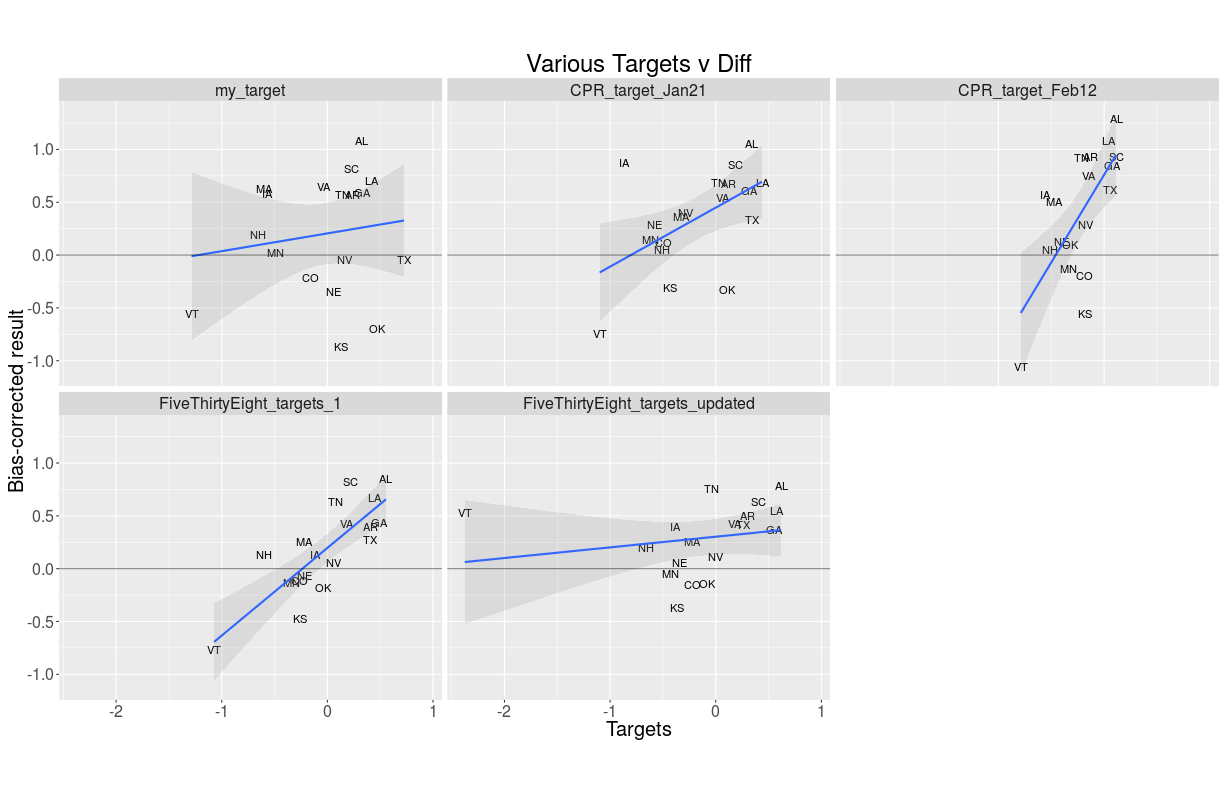 Various Targets v Diff
my_target
CPR_target_Jan21
CPR_target_Feb12
Bias-corrected result
1.0
0.5
0.0
-0.5
-1.0
AL
SC
LA
MA
IA
VA
TN
AR
GA
NH
MN
NV
TX
CO
NE
VT
OK
KS
AL
IA
SC
TN
AR
LA
GA
VA
NV
MA
TX
NE
MN
CO
NH
KS
OK
VT
AL
LA
TN
AR
SC
GA
VA
TX
IA
MA
NV
NE
OK
NH
MN
CO
KS
VT
FiveThirtyEight_targets_1
FiveThirtyEight_targets_updated
1.0
0.5
0.0
-0.5
-1.0
AL
SC
LA
TN
VA
GA
AR
TX
MA
NH
IA
NV
NE
CO
MN
OK
KS
VT
AL
TN
SC
LA
VT
AR
VA
TX
IA
GA
MA
NH
NV
NE
MN
CO
OK
KS
-2
-1
0
1
-2
-1
0
1
Targets